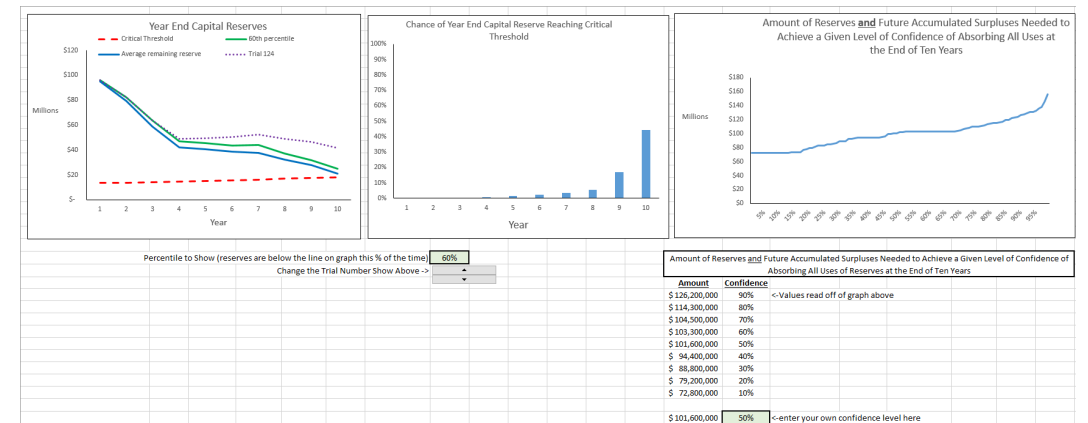 Year End Capital Reserves
Critical Threshold
60th percentile
Average remaining reserve
Trial 124
$120
$100
$80
Millions
$60
$40
$20
$-
1 2 3 4 5 6 7 8 9 10
Year
Chance of Year End Capital Reserve Reaching Critical
Threshold
100%
90%
80%
70%
60%
50%
40%
30%
20%
10%
0%
1 2 3 4 5 6 7 8 9 10
Year
Amount of Reserves and Future Accumulated Surpluses Needed to
Achieve a Given Level of Confidence of Absorbing All Uses at
the End of Ten Years
$180
$160
$140
Millions
$120
$100
$80
$60
$40
$20
$0
5% 10% 15% 20% 25% 30% 35% 40% 45% 50% 55% 60% 65% 70% 75% 80% 85% 90% 95%
Percentile to Show (reserves are below the line on graph this % of the time) 60%
Change the Trial Number Show Above ->
Amount of Reserves and Future Accumulated Surpluses Needed to Achieve a Given Level of Confidence of
Absorbing All Uses of Reserves at the End of Ten Years
Amount Confidence
$ 126,200,000 90% <-Values read off of graph above
$ 114,300,000 80%
$ 104,500,000 70%
$ 103,300,000 60%
$ 101,600,000 50%
$ 94,400,000 40%
$ 88,800,000 30%
$ 79,200,000 20%
$ 72,800,000 10%
$ 101,600,000 50% <-enter your own confidence level here